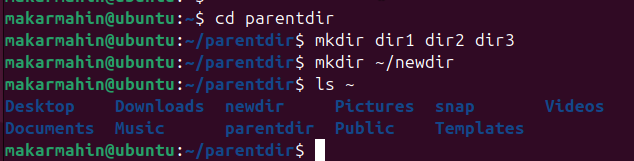 makarmahin@ubuntu:~$ cd parentdir
makarmahin@ubuntu:~/parentdir$ mkdir dir1 dir2 dir3
makarmahin@ubuntu:~/parentdir$ mkdir ~/newdir
makarmahin@ubuntu:~/parentdir$ ls ~
Desktop Downloads newdir Pictures snap Videos
Documents Music parentdir Public Templates
makarmahin@ubuntu:~/parentdir$